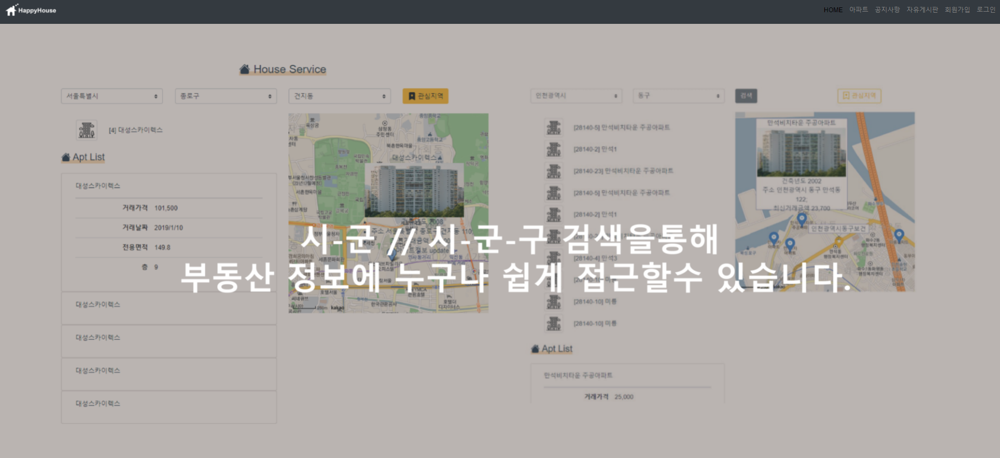 HappyHouse
HOME 아파트 공지사항 자유게시판 회원가입 로그인
House Service
서울특별시
종로구
견지동
관심지역
[4] 대성스카이렉스
Apt List
대성스카이렉스
거래가격 101,500
거래날짜 2019/1/10
전용면적 149.8
층 9
대성스카이렉스
대성스카이렉스
대성스카이렉스
대성스카이렉스
대성스카이렉스
건축년도 2008
kakao
인천광역시
동구
검색
관심지역
[28140-5] 만석비치타운 주공아파트
[28140-2] 만석1
[28140-23] 만석비치타운 주공아파트
[28140-5] 만석비치타운 주공아파트
[28140-2] 만석1
[28140-4] 만석3
[28140-10] 미륭
[28140-10] 미륭
만석비치타운 주공아파트
건축년도 2002
주소 인천광역시 동구 만석동
122;
최신거래금액 23,700
인천광역시동구보건
Apt List
만석비치타운 주공아파트
거래가격 25,000
시-군 // 시-군-구 검색을통해
부동산 정보에 누구나 쉽게 접근할수 있습니다.